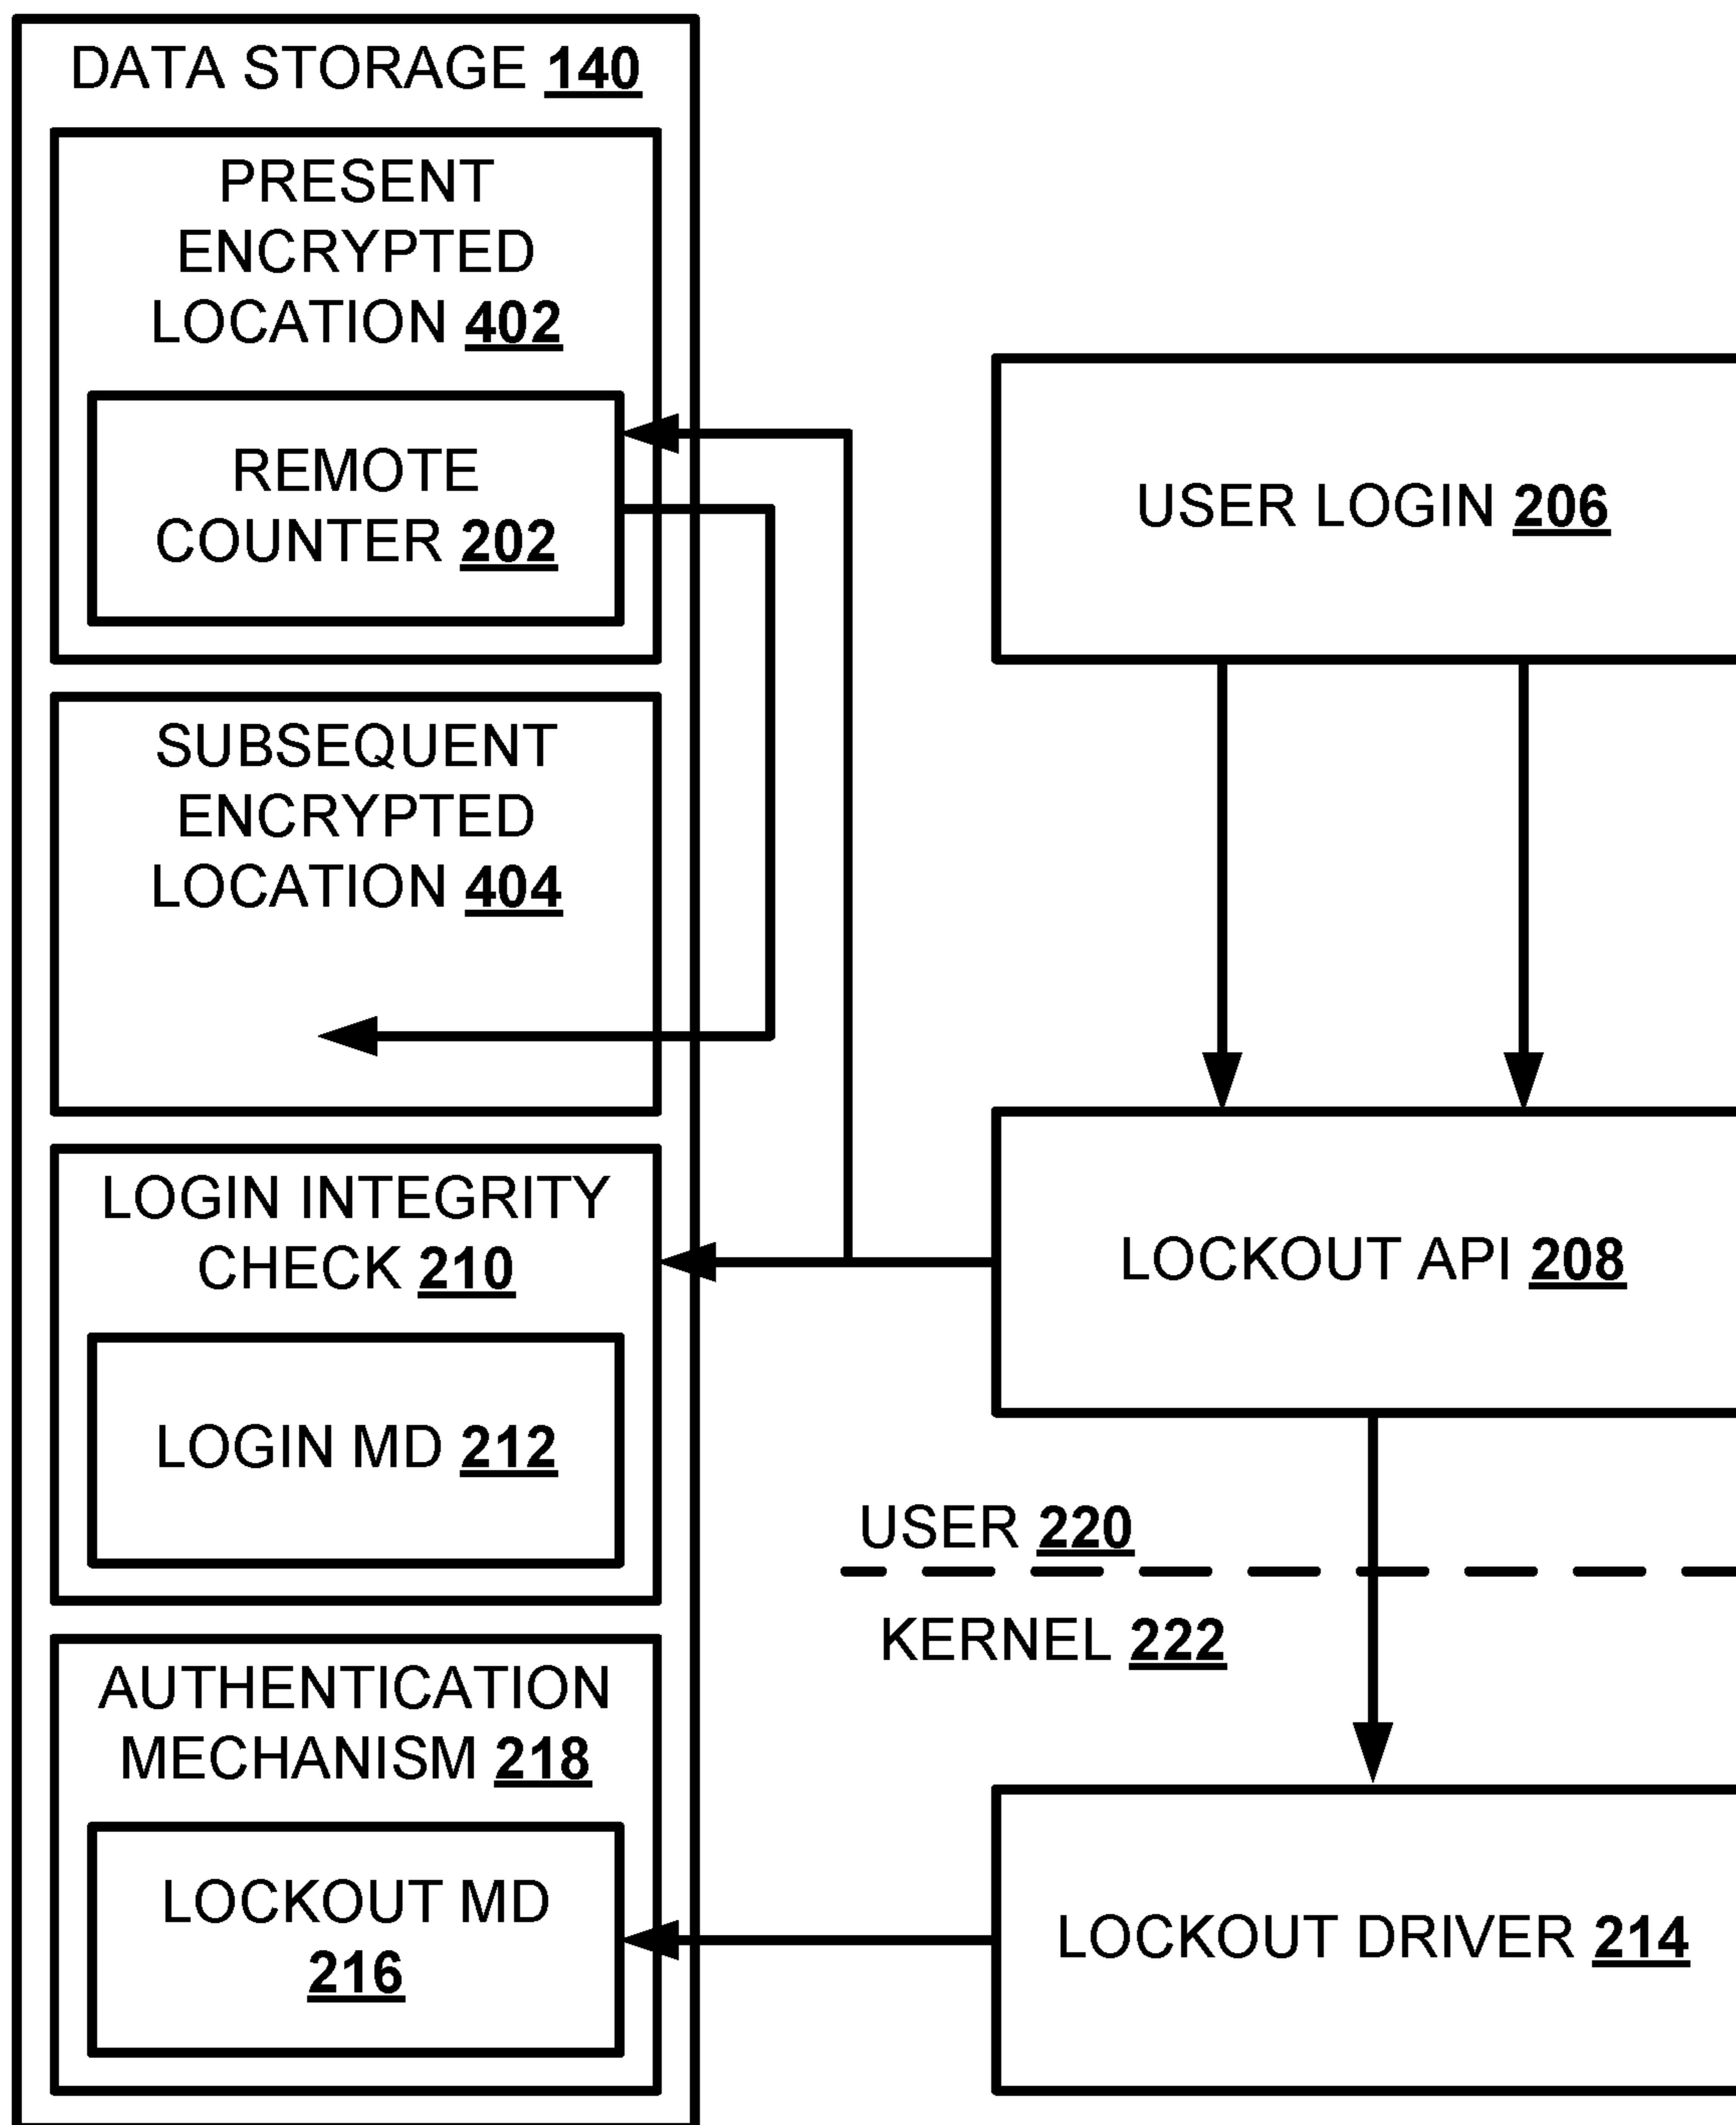 DATA STORAGE 140
PRESENT
ENCRYPTED
LOCATION 402
REMOTE
COUNTER 202
USER LOGIN 206
SUBSEQUENT
ENCRYPTED
LOCATION 404
LOGIN INTEGRITY
CHECK 210
LOCKOUT API 208
LOGIN MD 212
USER 220
KERNEL 222
AUTHENTICATION
MECHANISM 218
LOCKOUT MD
216
LOCKOUT DRIVER 214